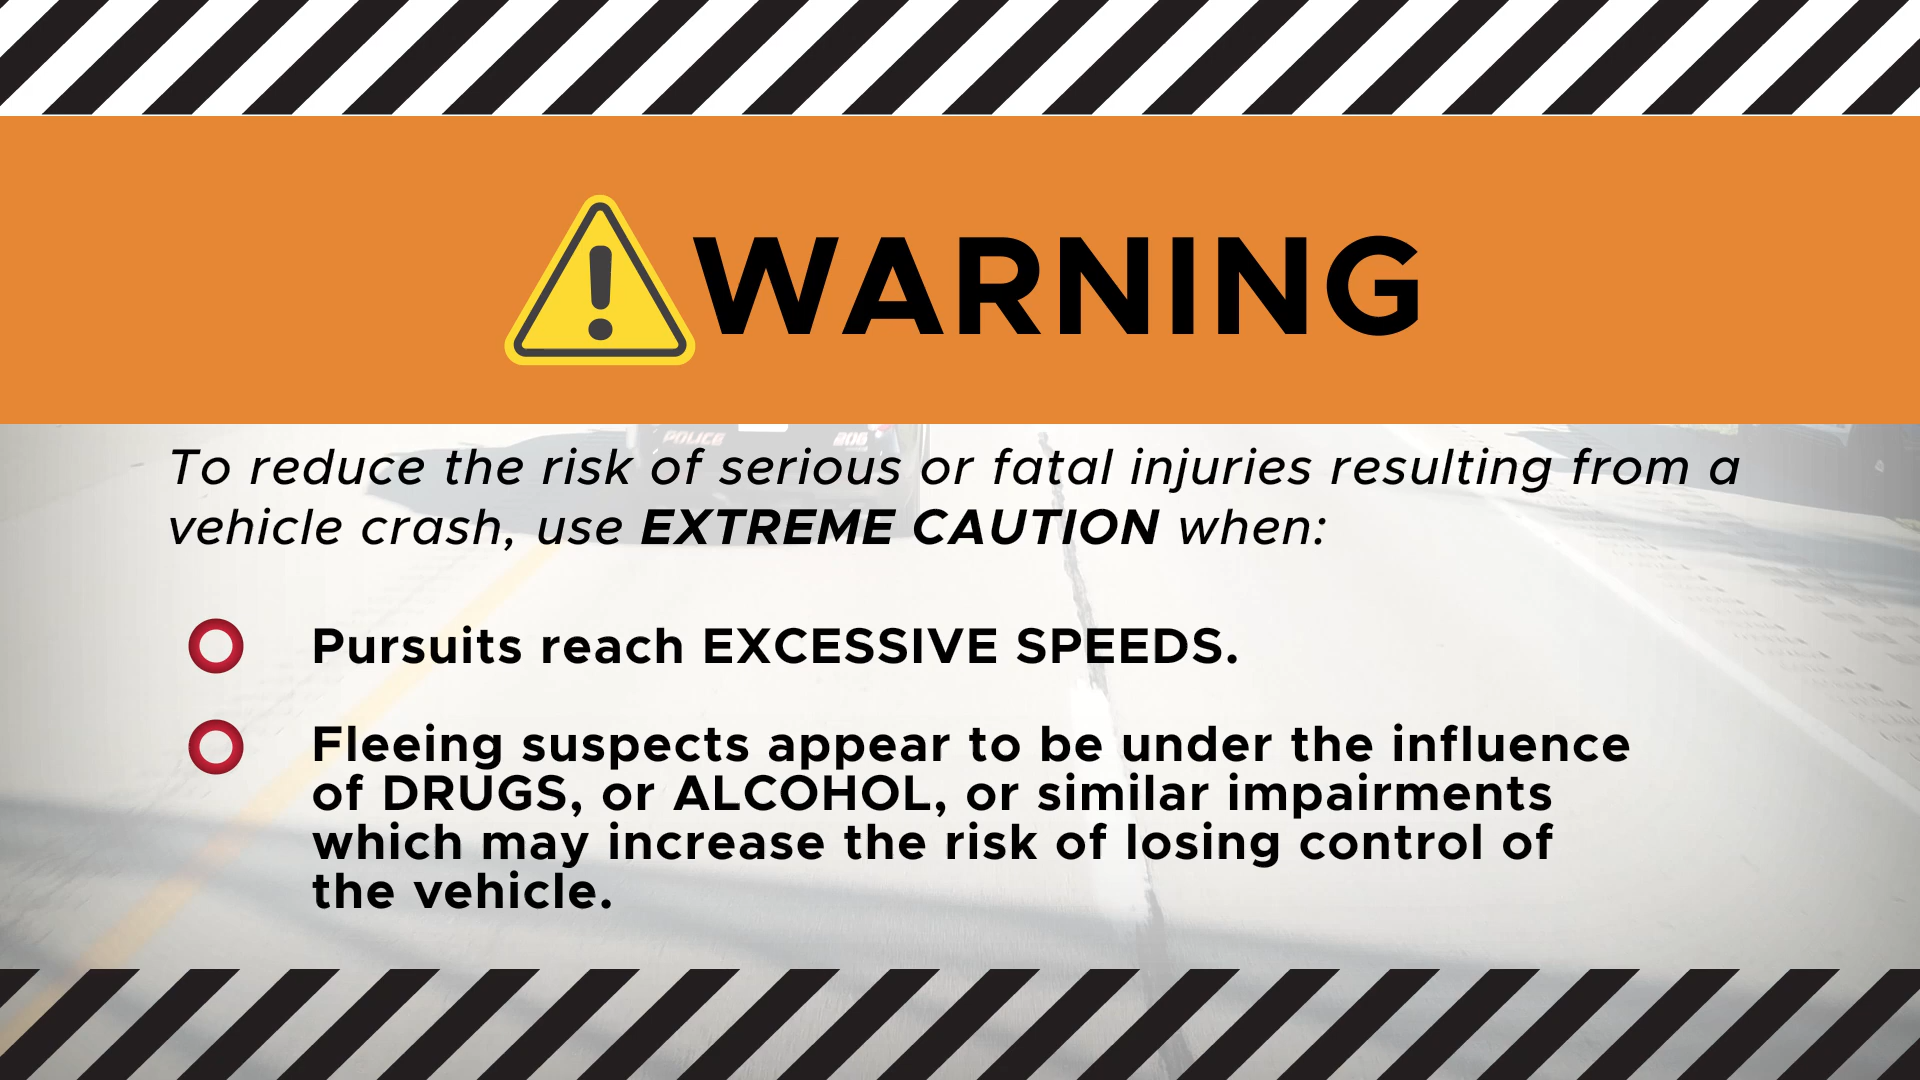 WARNING
POLICE 206
To reduce the risk of serious or fatal injuries resulting from a
vehicle crash, use EXTREME CAUTION when:
Pursuits reach EXCESSIVE SPEEDS.
Fleeing suspects appear to be under the influence
of DRUGS, or ALCOHOL, or similar impairments
which may increase the risk of losing control of
the vehicle.